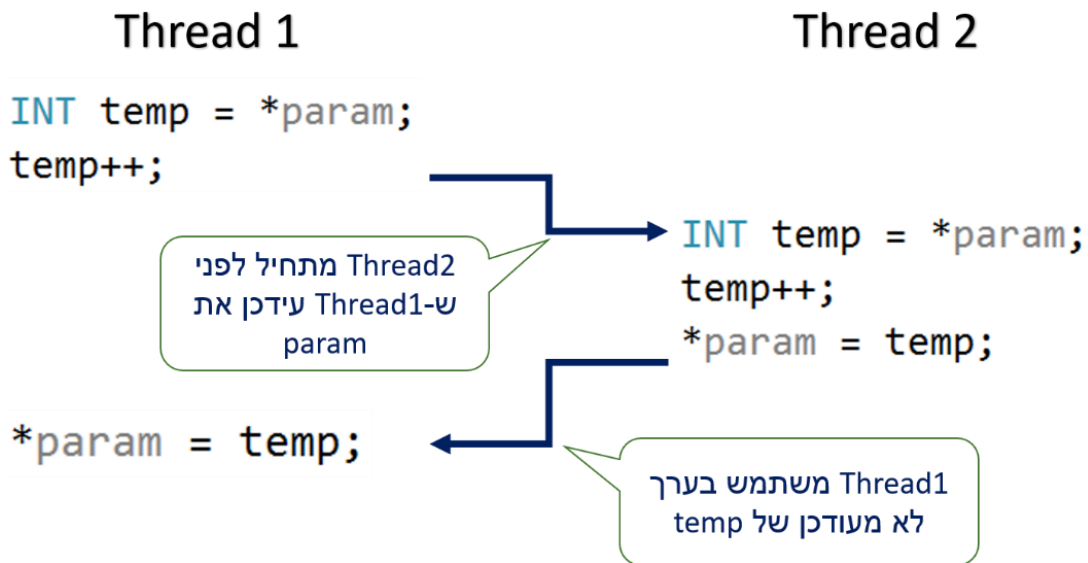 Thread 1
Thread 2
INT temp = *param;
temp++;
INT temp = *param;
temp++;
*param = temp;
Thread2 מתחיל לפני
ש-Thread1 עידכן את
param
*param = temp;
Thread1 משתמש בערך
לא מעודכן של temp